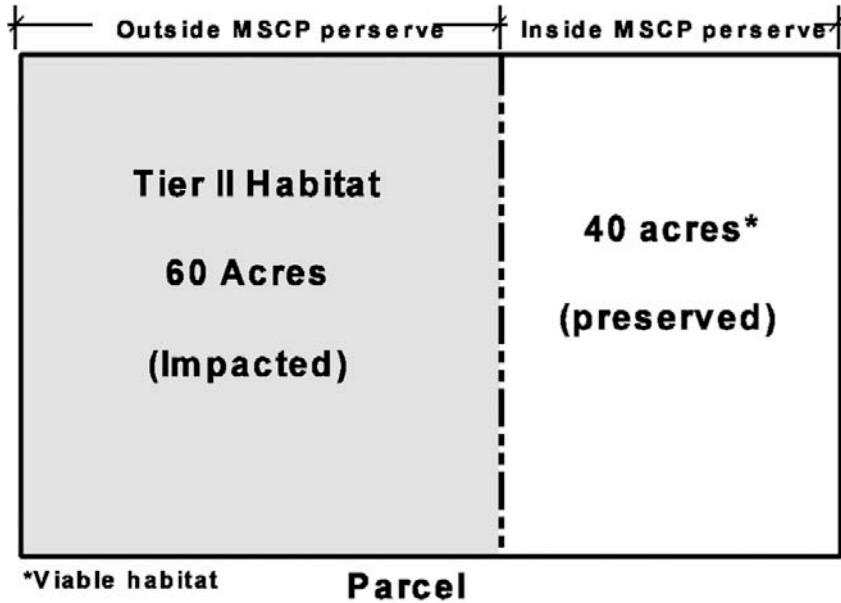 Outside MSCP perserve Inside MSCP perserve
Tier II Habitat
60 Acres
(Impacted)
40 acres*
(preserved)
*Viable habitat
Parcel